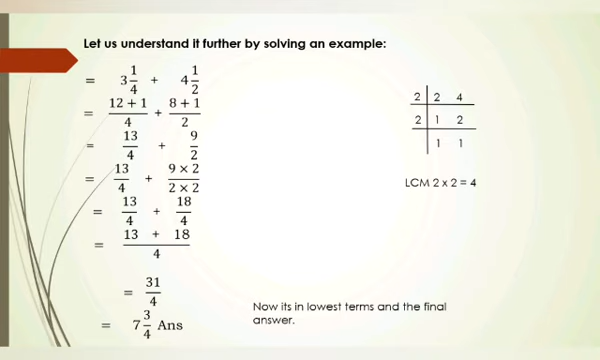 Let us understand it further by solving an example:
= 3 1/4 + 4 1/2
= 12 + 1/4 + 8 + 1/2
= 13/4 + 9/2
= 13/4 + 9 × 2/2 × 2
= 13/4 + 18/4
= 13 + 18/4
= 31/4
= 7 3/4 Ans
2 | 2 4
2 | 1 2
| 1 1
LCM 2 x 2 = 4
Now its in lowest terms and the final
answer.